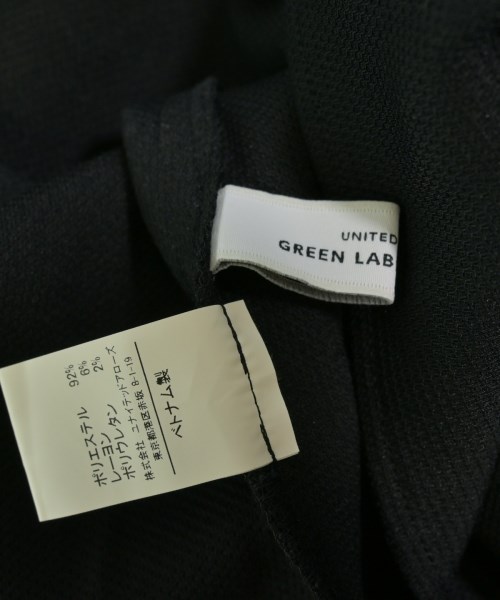 UNITED
GREEN LAB
ポリエステル 92%
レーヨン 6%
ポリウレタン 2%
株式会社 ユナイテッドアローズ
東京都港区赤坂 8-1-19
ベトナム製